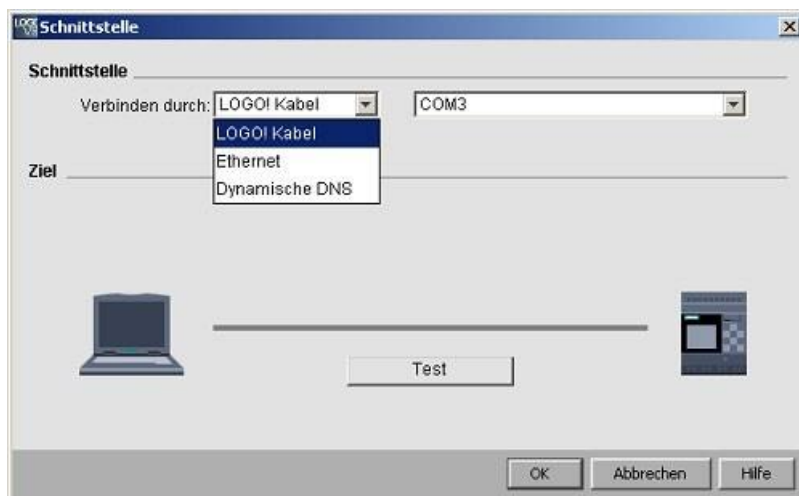 Schnittstelle
Schnittstelle
Verbinden durch: LOGO! Kabel COM3
LOGO! Kabel
Ethernet
Dynamische DNS
Ziel
Test
OK Abbrechen Hilfe